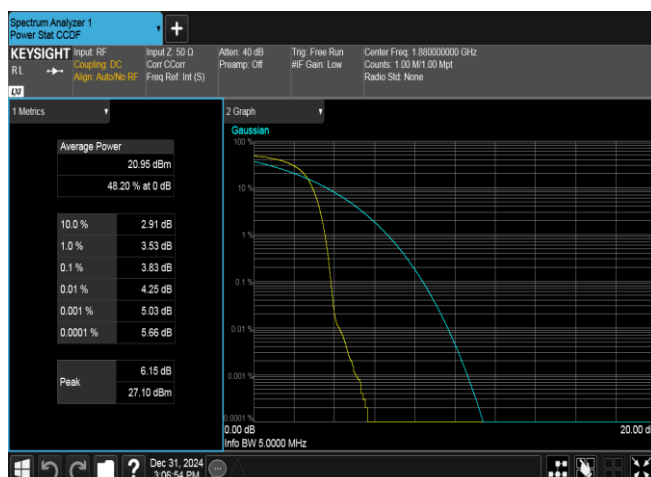 Spectrum Analyzer 1
Power Stat CCDF
KEYSIGHT
RL
LXI
Input: RF
Coupling: DC
Align: Auto/No RF
Input Z: 50 Ω
Corr CCorr
Freq Ref: Int (S)
Atten: 40 dB
Preamp: Off
Trig: Free Run
#IF Gain: Low
Center Freq: 1.880000000 GHz
Counts: 1.00 M/1.00 Mpt
Radio Std: None
1 Metrics
Average Power
20.95 dBm
48.20 % at 0 dB
10.0 % 2.91 dB
1.0 % 3.53 dB
0.1 % 3.83 dB
0.01 % 4.25 dB
0.001 % 5.03 dB
0.0001 % 5.66 dB
Peak
6.15 dB
27.10 dBm
2 Graph
Gaussian
100 %
10 %
1 %
0.1 %
0.01 %
0.001 %
0.0001 %
0.00 dB 20.00 d
Info BW 5.0000 MHz
?
Dec 31, 2024
3:06:54 PM